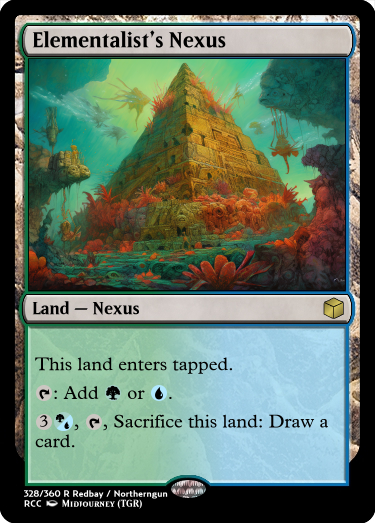 Elementalist's Nexus
Land — Nexus
This land enters tapped.
: Add or .
3 , , Sacrifice this land: Draw a
card.
328/360 R Redbay / Northerngun
RCC Midjourney (TGR)